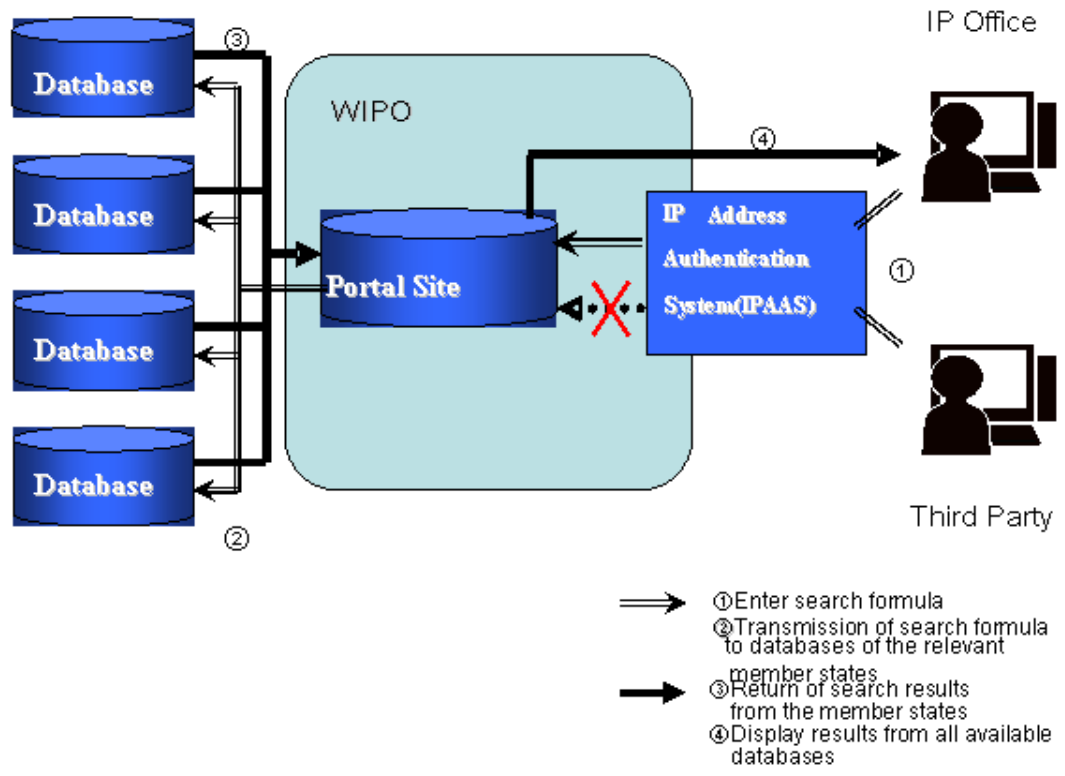 IP Office
③
Database
WIPO
④
Database
IP Address
Authentication
System(IPAAS)
①
Portal Site
Database
Database
②
Third Party
①Enter search formula
②Transmission of search formula
to databases of the relevant
member states
③Return of search results
from the member states
④Display results from all available
databases